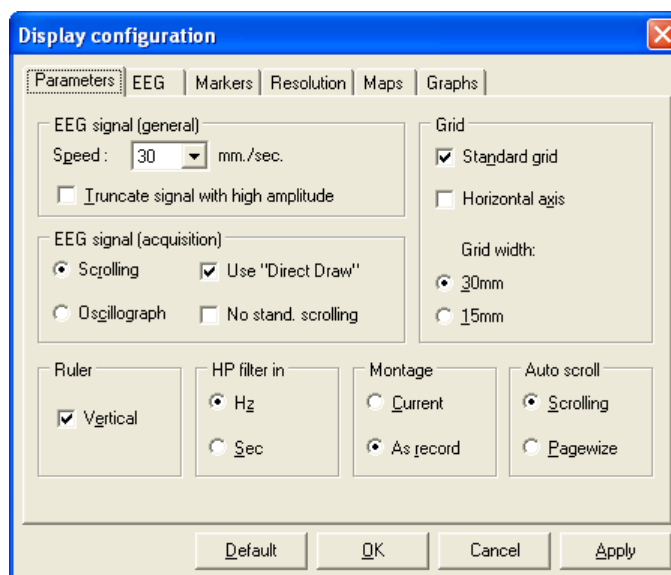 Display configuration
Parameters EEG Markers Resolution Maps Graphs
EEG signal (general)
Speed : 30 mm./sec.
Truncate signal with high amplitude
EEG signal (acquisition)
Scrolling Use "Direct Draw"
Oscillograph No stand. scrolling
Grid
Standard grid
Horizontal axis
Grid width:
30mm
15mm
Ruler
Vertical
HP filter in
Hz
Sec
Montage
Current
As record
Auto scroll
Scrolling
Pagewize
Default OK Cancel Apply